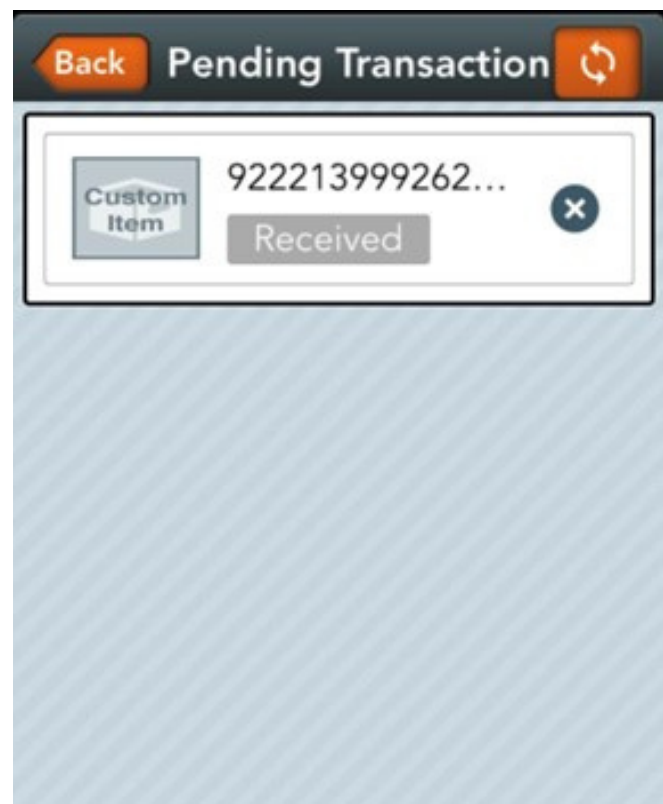 Back
Pending Transaction
Custom
Item
922213999262...
Received